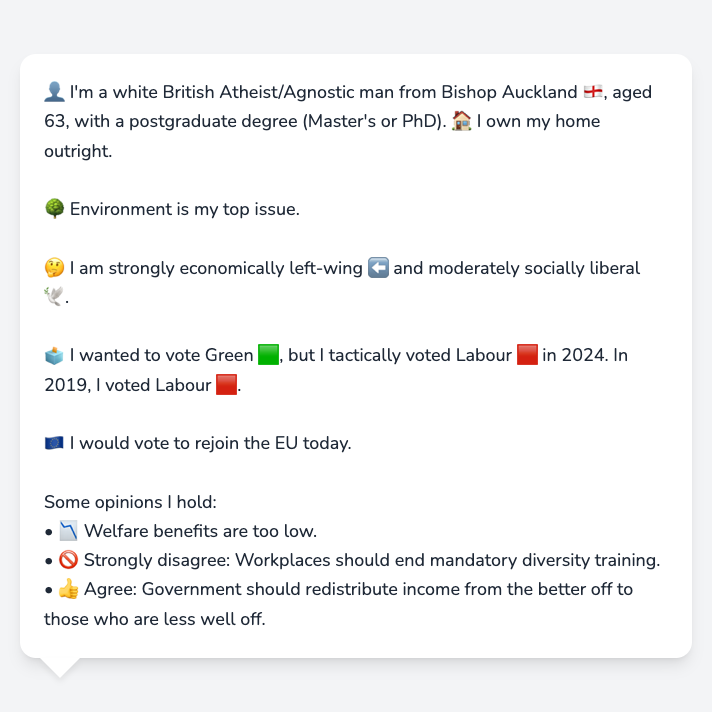 👤 I'm a white British Atheist/Agnostic man from Bishop Auckland 🏴󠁧󠁢󠁥󠁮󠁧󠁿, aged
63, with a postgraduate degree (Master's or PhD). 🏠 I own my home
outright.
🌳 Environment is my top issue.
🤔 I am strongly economically left-wing ⬅️ and moderately socially liberal
🕊️.
🗳️ I wanted to vote Green 🟩, but I tactically voted Labour 🟥 in 2024. In
2019, I voted Labour 🟥.
🇪🇺 I would vote to rejoin the EU today.
Some opinions I hold:
• 📉 Welfare benefits are too low.
• 🚫 Strongly disagree: Workplaces should end mandatory diversity training.
• 👍 Agree: Government should redistribute income from the better off to
those who are less well off.